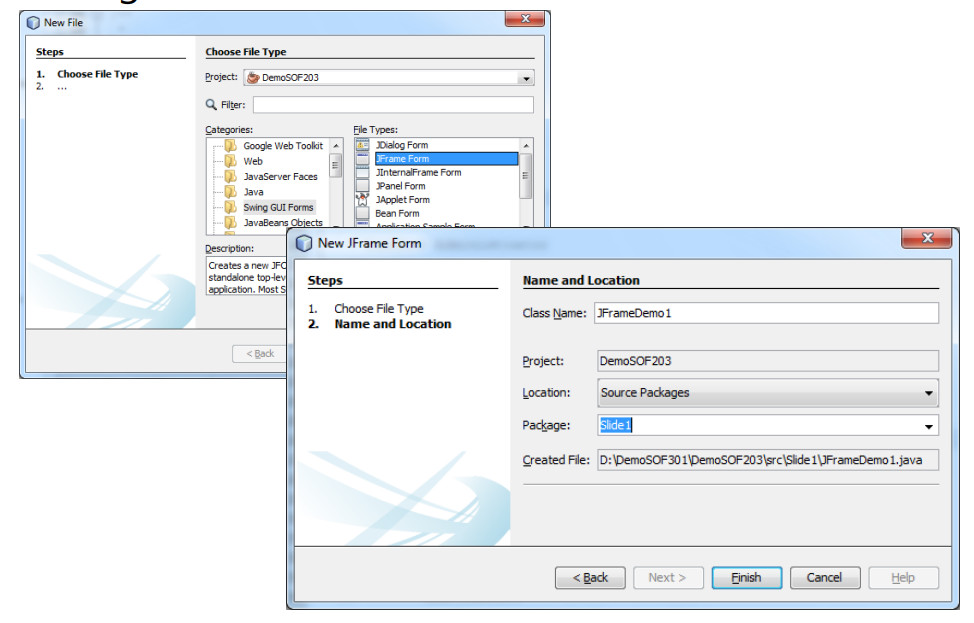 New File
Steps
1. Choose File Type
2. ...
Choose File Type
Project: DemoSOF203
Filter:
Categories:
Google Web Toolkit
Web
JavaServer Faces
Java
Swing GUI Forms
JavaBeans Objects
File Types:
JDialog Form
JFrame Form
JInternalFrame Form
JPanel Form
JApplet Form
Bean Form
Application Sample Form
Description:
Creates a new JFC
standalone top-lev
application. Most S
< Back
New JFrame Form
Steps
1. Choose File Type
2. Name and Location
Name and Location
Class Name: JFrameDemo1
Project: DemoSOF203
Location: Source Packages
Package: Slide1
Created File: D:\DemoSOF301\DemoSOF203\src\Slide1\JFrameDemo1.java
< Back Next > Finish Cancel Help